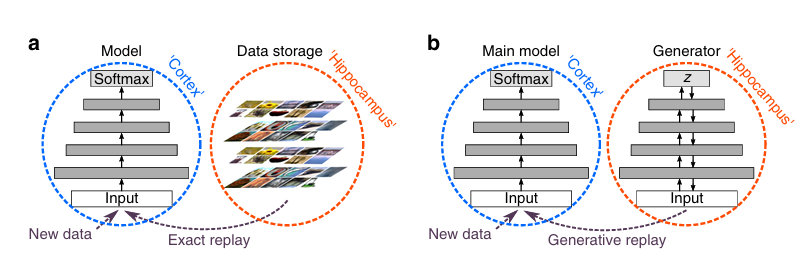 a
Model
Data storage
Softmax
'Cortex'
'Hippocampus'
Input
New data
Exact replay
b
Main model
Generator
Softmax
z
'Cortex'
'Hippocampus'
Input
Input
New data
Generative replay